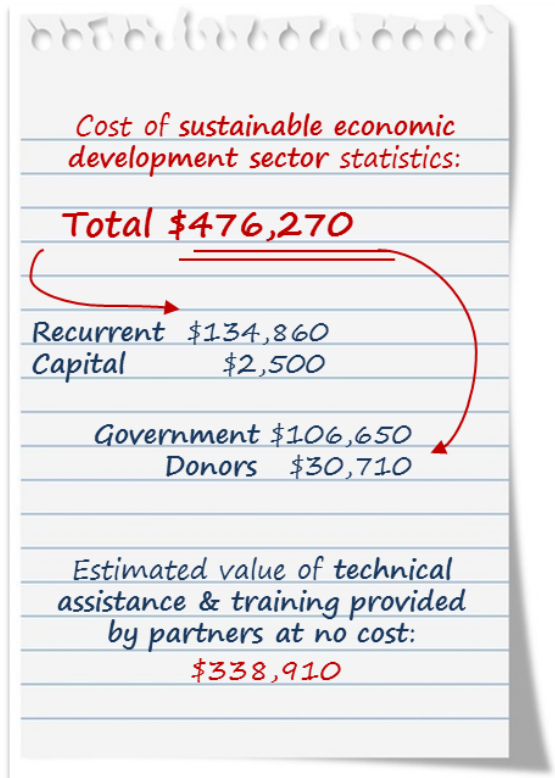 Cost of sustainable economic
development sector statistics:
Total $476,270
Recurrent $134,860
Capital $2,500
Government $106,650
Donors $30,710
Estimated value of technical
assistance & training provided
by partners at no cost:
$338,910